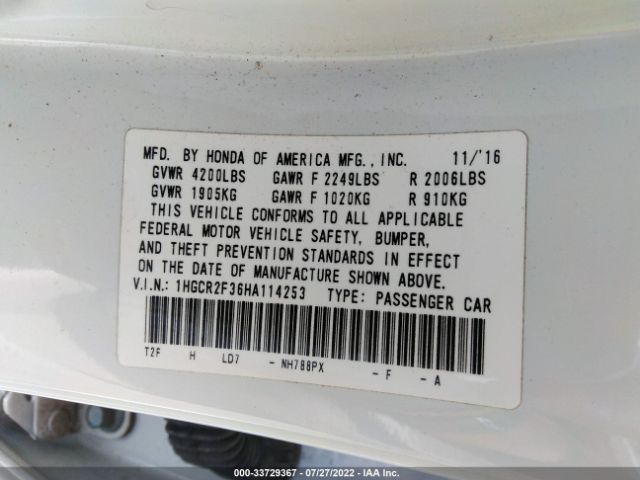 MFD. BY HONDA OF AMERICA MFG., INC. 11/'16
GVWR 4200LBS GAWR F 2249LBS R 2006LBS
GVWR 1905KG GAWR F 1020KG R 910KG
THIS VEHICLE CONFORMS TO ALL APPLICABLE
FEDERAL MOTOR VEHICLE SAFETY, BUMPER,
AND THEFT PREVENTION STANDARDS IN EFFECT
ON THE DATE OF MANUFACTURE SHOWN ABOVE.
V.I.N.: 1HGCR2F36HA114253 TYPE: PASSENGER CAR
T2F H LD7 - NH788PX - F - A
000-33729367 - 07/27/2022 - IAA Inc.